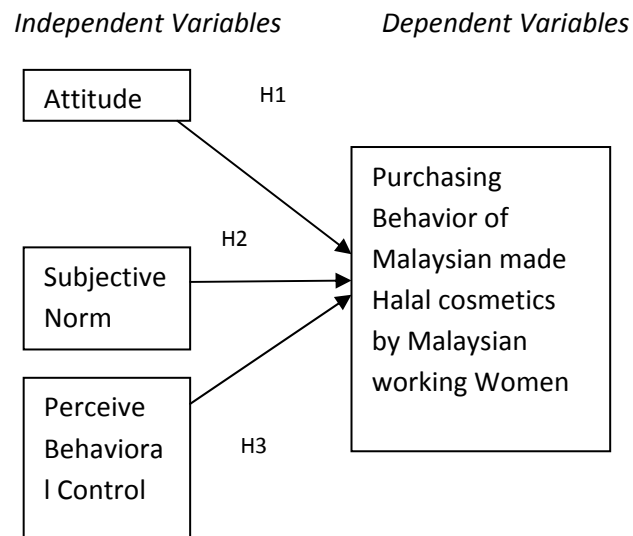 Independent Variables Dependent Variables
Attitude
H1
Purchasing
Behavior of
Malaysian made
Halal cosmetics
by Malaysian
working Women
H2
Subjective
Norm
Perceive
Behaviora
l Control
H3